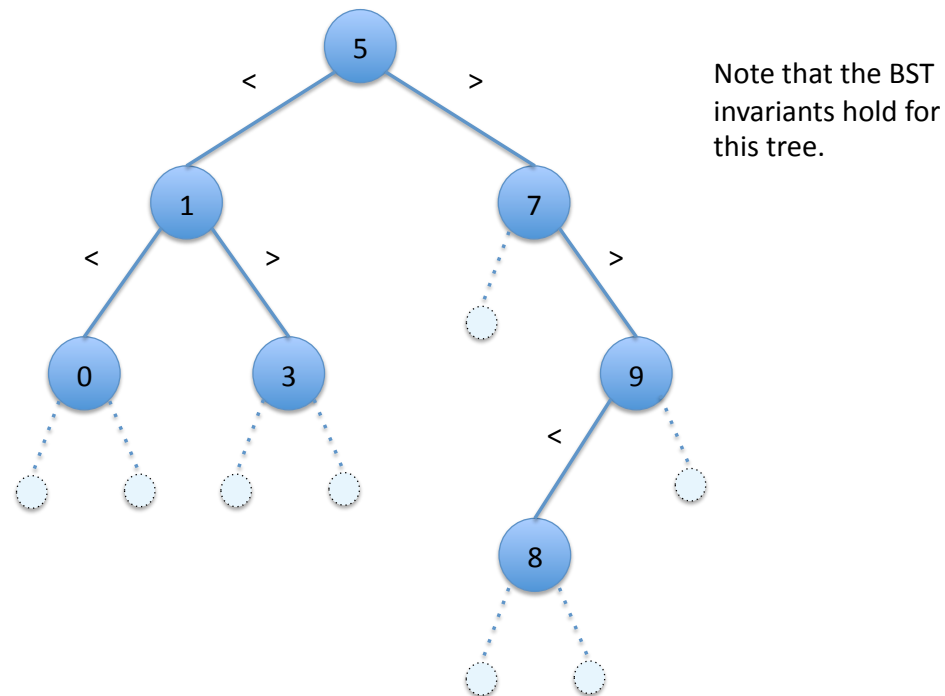 5
< >
Note that the BST
invariants hold for
this tree.
1 7
< > >
0 3 9
<
8